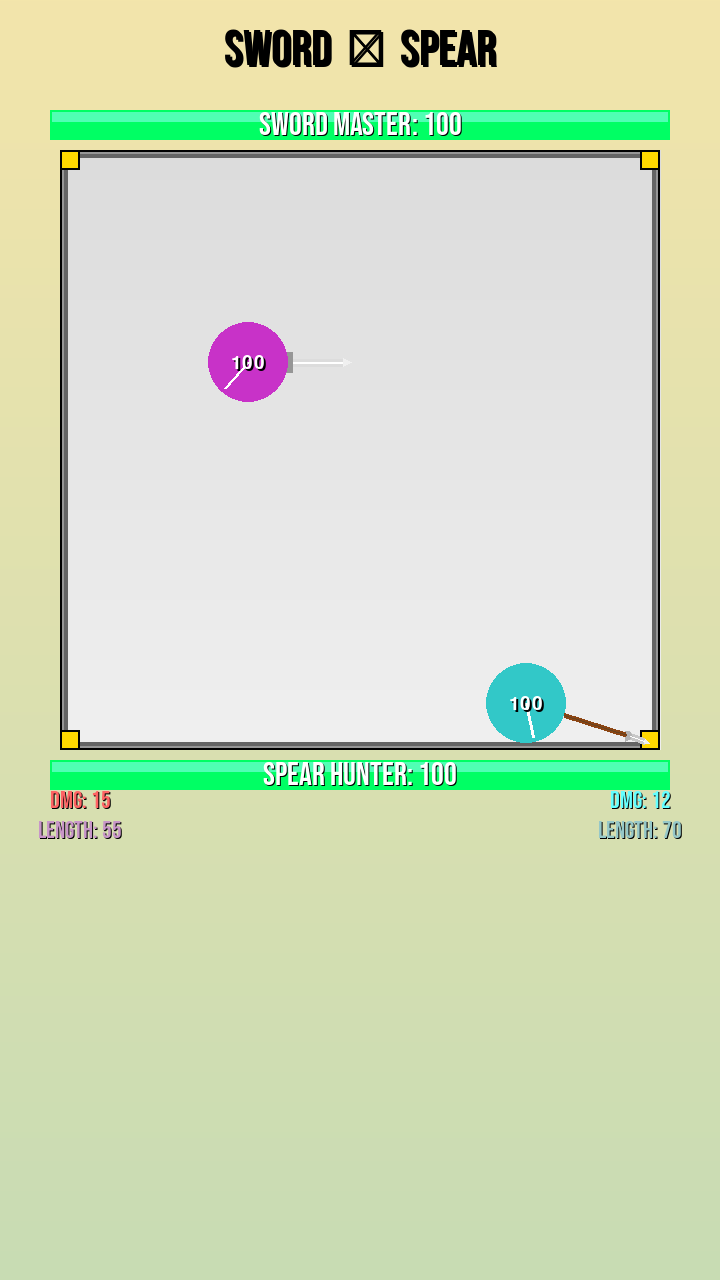 SWORD ☒ SPEAR
SWORD MASTER: 100
100
100
SPEAR HUNTER: 100
DMG: 15 DMG: 12
LENGTH: 55 LENGTH: 70